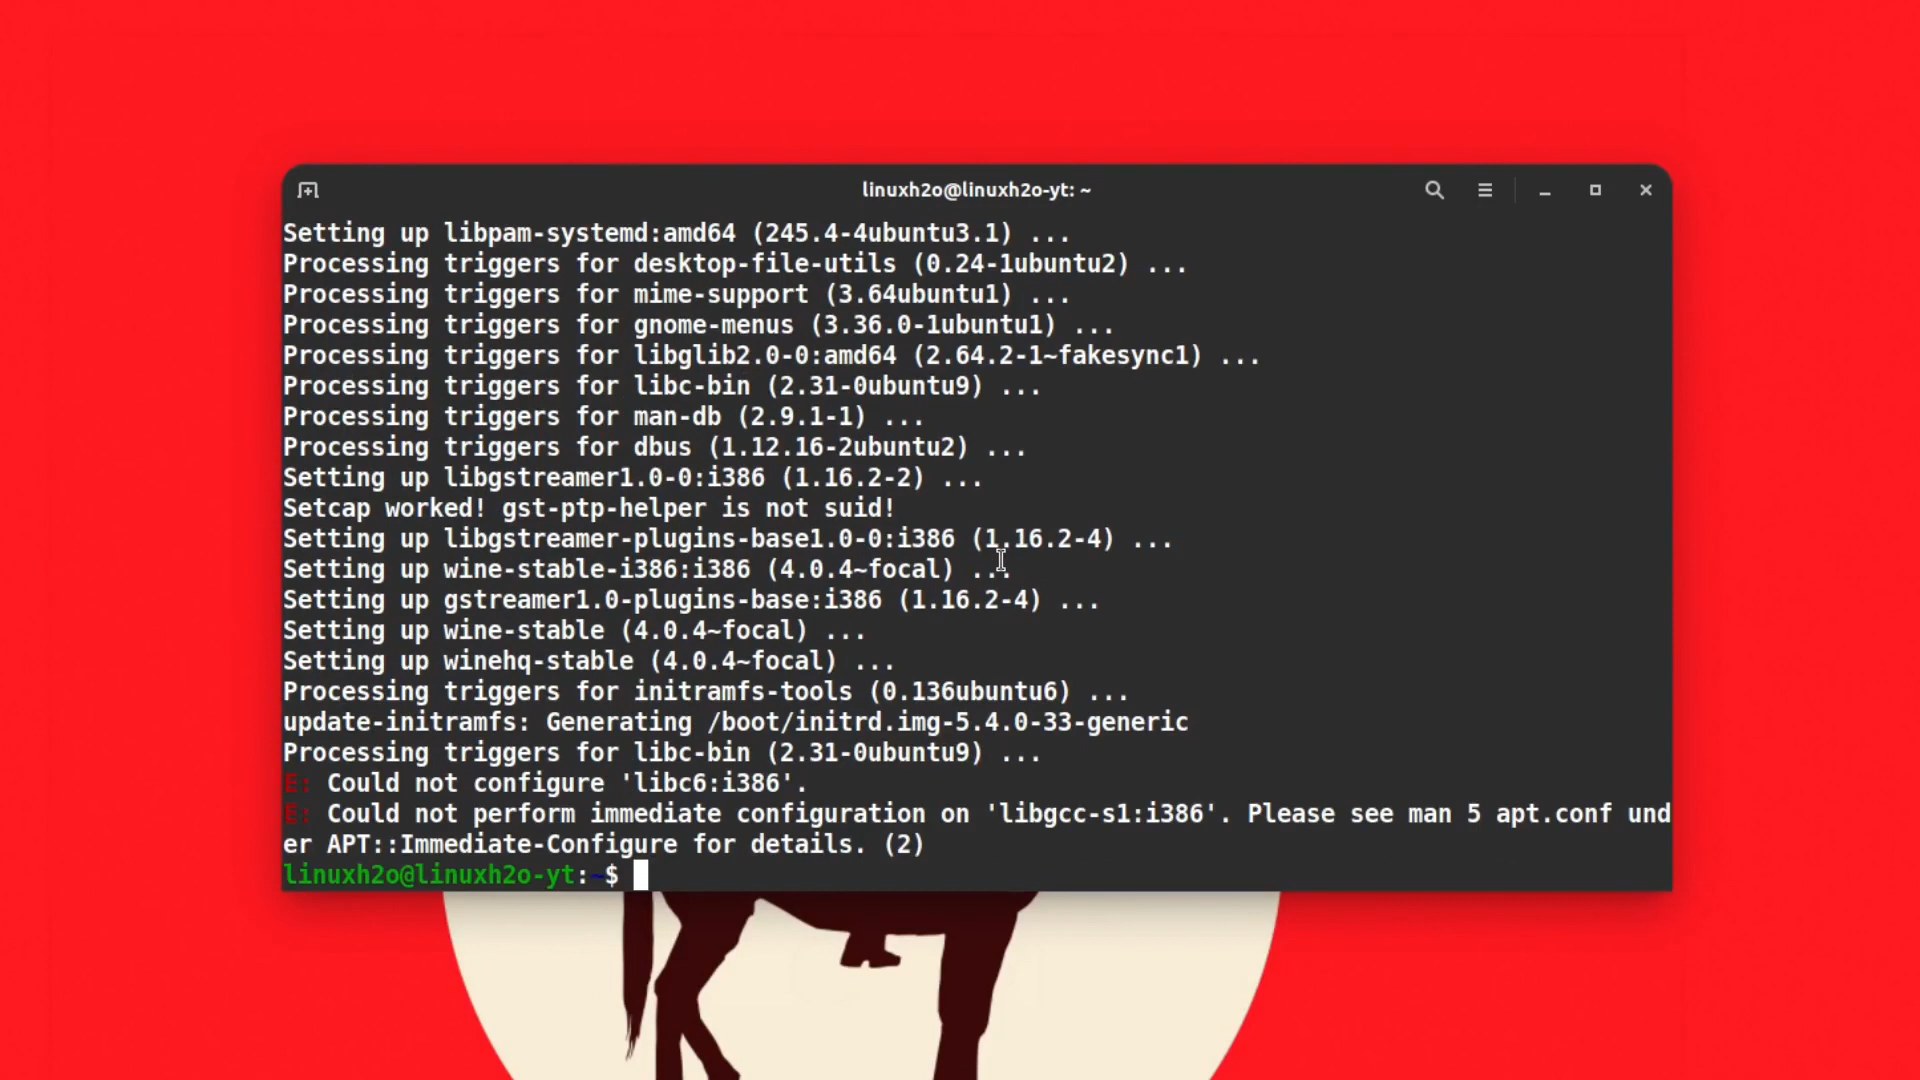 linuxh2o@linuxh2o-yt: ~
Setting up libpam-systemd:amd64 (245.4-4ubuntu3.1) ...
Processing triggers for desktop-file-utils (0.24-1ubuntu2) ...
Processing triggers for mime-support (3.64ubuntu1) ...
Processing triggers for gnome-menus (3.36.0-1ubuntu1) ...
Processing triggers for libglib2.0-0:amd64 (2.64.2-1~fakesync1) ...
Processing triggers for libc-bin (2.31-0ubuntu9) ...
Processing triggers for man-db (2.9.1-1) ...
Processing triggers for dbus (1.12.16-2ubuntu2) ...
Setting up libgstreamer1.0-0:i386 (1.16.2-2) ...
Setcap worked! gst-ptp-helper is not suid!
Setting up libgstreamer-plugins-base1.0-0:i386 (1.16.2-4) ...
Setting up wine-stable-i386:i386 (4.0.4~focal) ...
Setting up gstreamer1.0-plugins-base:i386 (1.16.2-4) ...
Setting up wine-stable (4.0.4~focal) ...
Setting up winehq-stable (4.0.4~focal) ...
Processing triggers for initramfs-tools (0.136ubuntu6) ...
update-initramfs: Generating /boot/initrd.img-5.4.0-33-generic
Processing triggers for libc-bin (2.31-0ubuntu9) ...
E: Could not configure 'libc6:i386'.
E: Could not perform immediate configuration on 'libgcc-s1:i386'. Please see man 5 apt.conf und
er APT::Immediate-Configure for details. (2)
linuxh2o@linuxh2o-yt:~$